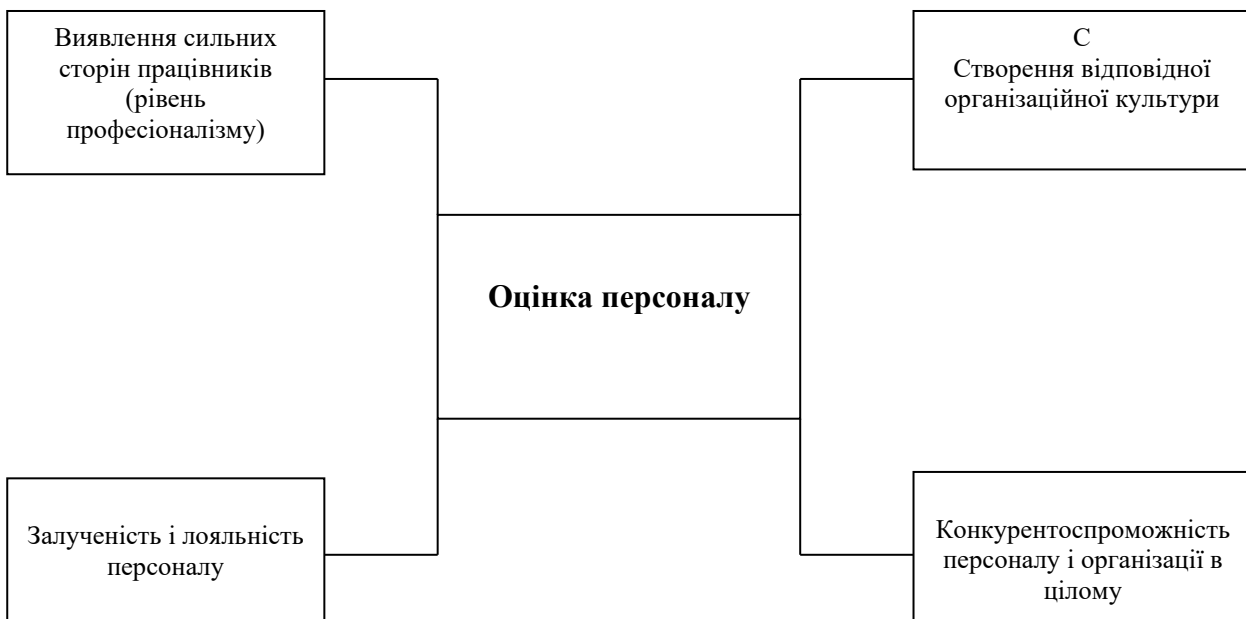 Виявлення сильних
сторін працівників
(рівень
професіоналізму)
С
Створення відповідної
організаційної культури
Оцінка персоналу
Залученість і лояльність
персоналу
Конкурентоспроможність
персоналу і організації в
цілому